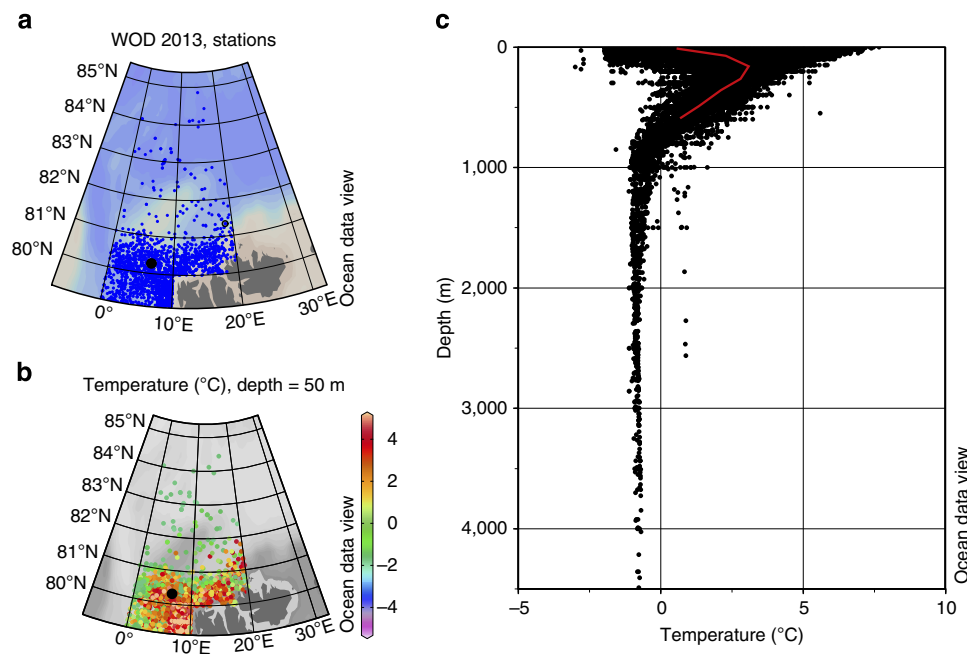 a
WOD 2013, stations
85°N
84°N
83°N
82°N
81°N
80°N
0°
10°E
20°E
30°E
Ocean data view
b
Temperature (°C), depth = 50 m
85°N
84°N
83°N
82°N
81°N
80°N
0°
10°E
20°E
30°E
4
2
0
−2
−4
Ocean data view
c
0
1,000
2,000
3,000
4,000
Depth (m)
−5
0
5
10
Temperature (°C)
Ocean data view